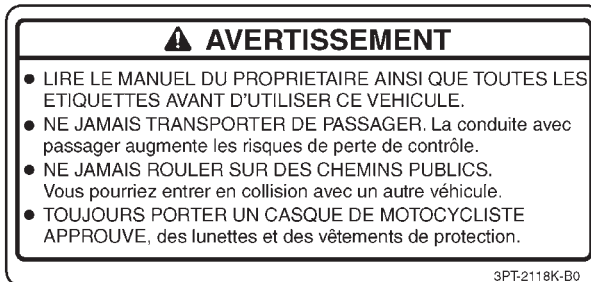 AVERTISSEMENT
● LIRE LE MANUEL DU PROPRIETAIRE AINSI QUE TOUTES LES
ETIQUETTES AVANT D'UTILISER CE VEHICULE.
● NE JAMAIS TRANSPORTER DE PASSAGER. La conduite avec
passager augmente les risques de perte de contrôle.
● NE JAMAIS ROULER SUR DES CHEMINS PUBLICS.
Vous pourriez entrer en collision avec un autre véhicule.
● TOUJOURS PORTER UN CASQUE DE MOTOCYCLISTE
APPROUVE, des lunettes et des vêtements de protection.
3PT-2118K-B0